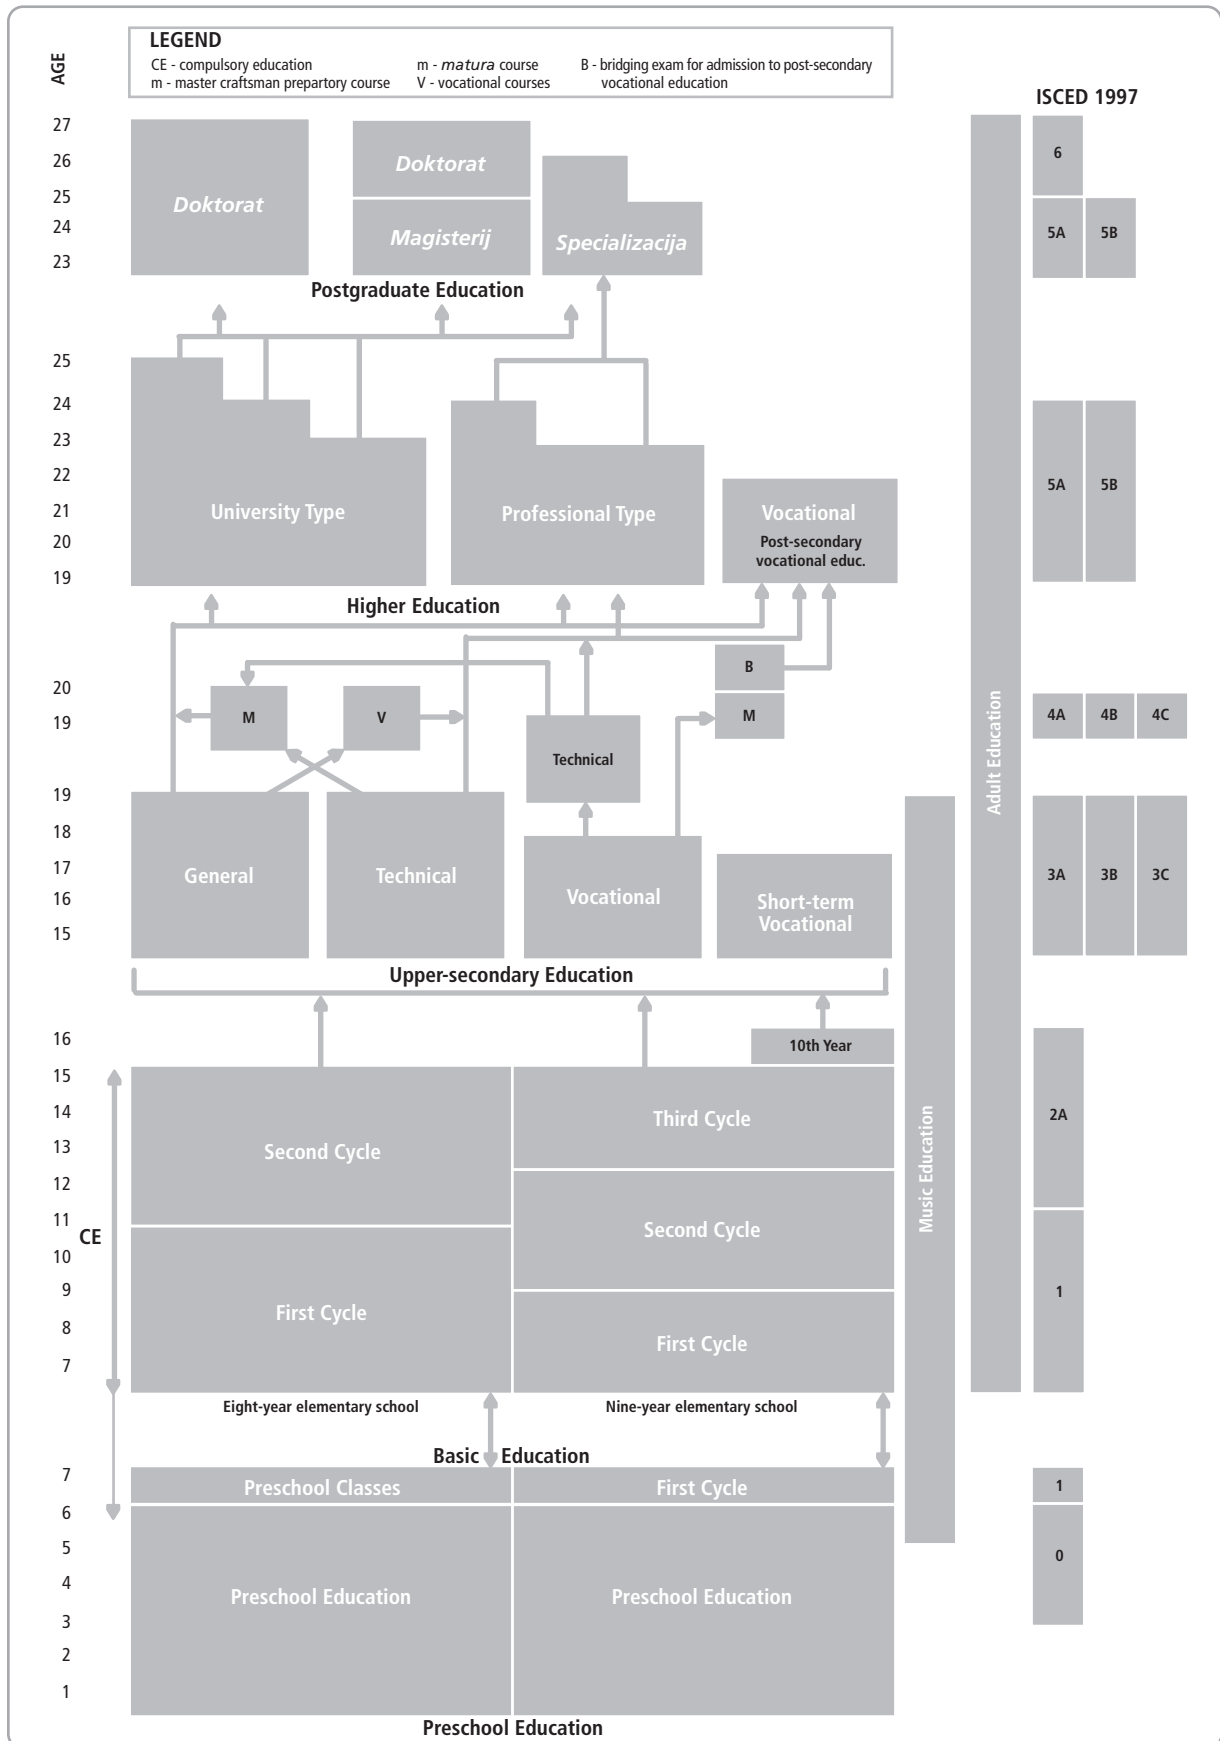 LEGEND
CE - compulsory education
m - master craftsman prepartory course
m - matura course
V - vocational courses
B - bridging exam for admission to post-secondary
vocational education
AGE
ISCED 1997
27
26
25
24
23
Doktorat
Doktorat
Magisterij
Specializacija
6
5A
5B
Postgraduate Education
25
24
23
22
21
20
19
University Type
Professional Type
Vocational
Post-secondary
vocational educ.
5A
5B
Higher Education
20
19
M
V
Technical
B
M
4A
4B
4C
19
18
17
16
15
General
Technical
Vocational
Short-term
Vocational
3A
3B
3C
Upper-secondary Education
Adult Education
Music Education
16
15
14
13
12
11
10
9
8
7
CE
10th Year
Second Cycle
First Cycle
Third Cycle
Second Cycle
First Cycle
2A
1
Eight-year elementary school
Nine-year elementary school
Basic Education
7
6
5
4
3
2
1
Preschool Classes
First Cycle
Preschool Education
Preschool Education
1
0
Preschool Education